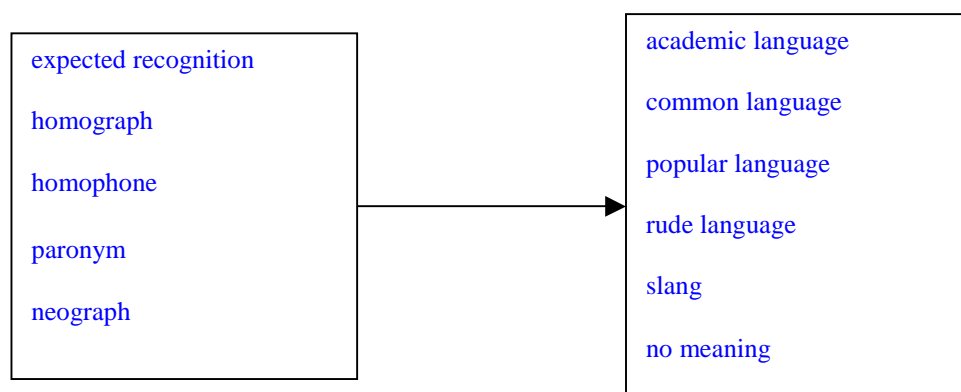 expected recognition
homograph
homophone
paronym
neograph
academic language
common language
popular language
rude language
slang
no meaning